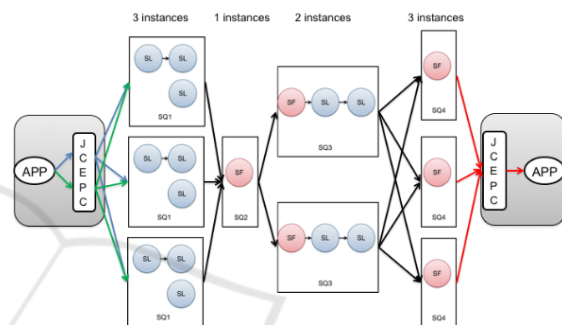 3 instances 1 instances 2 instances 3 instances
SL SL
SL
SQ1
SL SL
SL
SQ1
SL SL
SL
SQ1
APP
J
C
E
P
C
SF
SQ2
SF SL SL
SQ3
SF SL SL
SQ3
SF
SQ4
SF
SQ4
SF
SQ4
J
C
E
P
C
APP